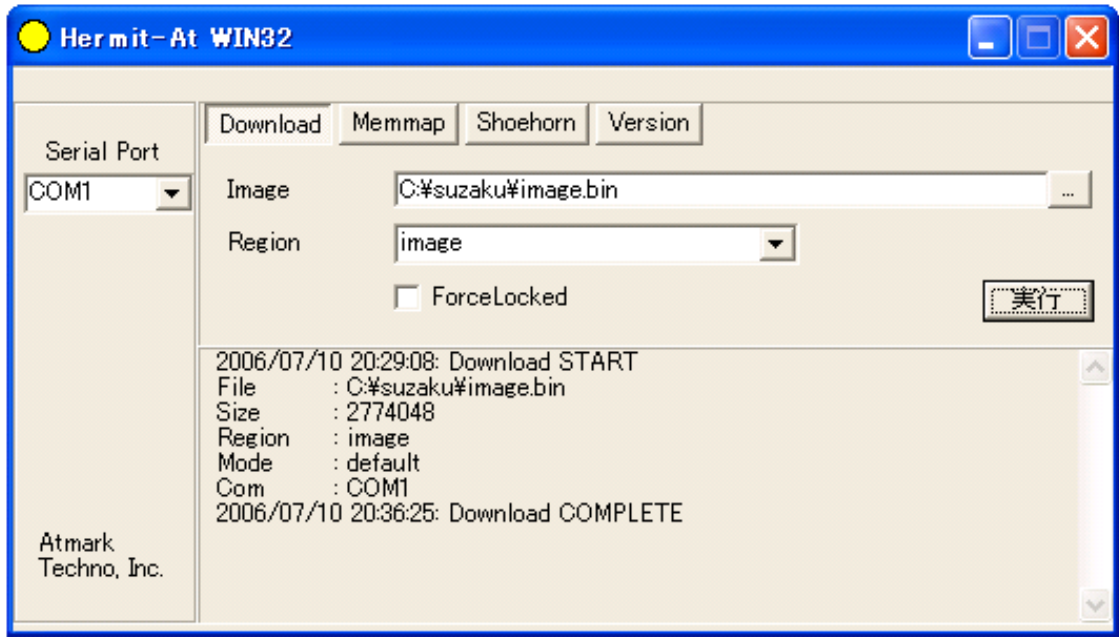 Hermit-At WIN32
Serial Port
COM1
Atmark
Techno, Inc.
Download Memmap Shoehorn Version
Image C:¥suzaku¥image.bin ...
Region image
ForceLocked 実行
2006/07/10 20:29:08: Download START
File : C:¥suzaku¥image.bin
Size : 2774048
Region : image
Mode : default
Com : COM1
2006/07/10 20:36:25: Download COMPLETE